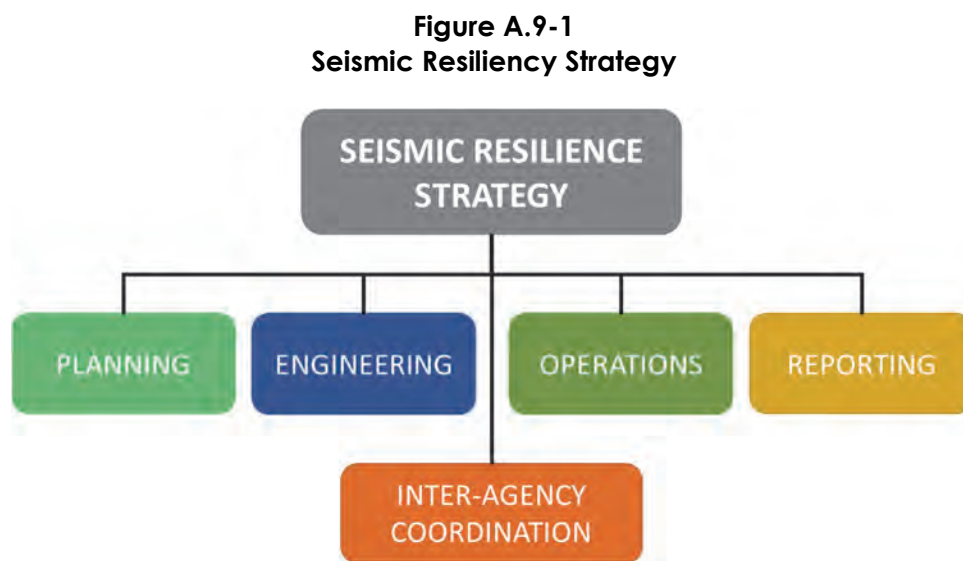 Figure A.9-1
Seismic Resiliency Strategy
SEISMIC RESILIENCE
STRATEGY
PLANNING
ENGINEERING
OPERATIONS
REPORTING
INTER-AGENCY
COORDINATION